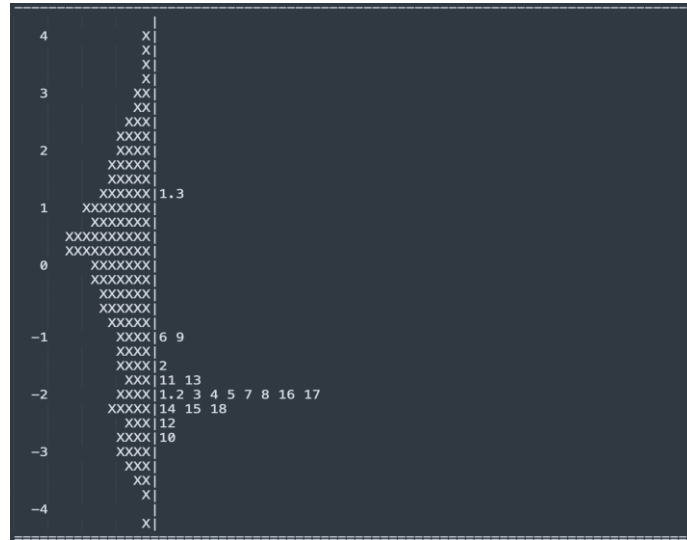 ================================================================================
|
4 X|
X|
X|
X|
3 XX|
XX|
XXX|
XXXX|
2 XXXX|
XXXXX|
XXXXX|
XXXXXX|1.3
1 XXXXXXXX|
XXXXXXX|
XXXXXXXXXX|
XXXXXXXXXX|
0 XXXXXXX|
XXXXXXX|
XXXXXX|
XXXXXX|
XXXXX|
-1 XXXX|6 9
XXXX|
XXXX|2
XXX|11 13
-2 XXXX|1.2 3 4 5 7 8 16 17
XXXXX|14 15 18
XXX|12
XXXX|10
-3 XXXX|
XXX|
XX|
X|
-4 |
X|
================================================================================